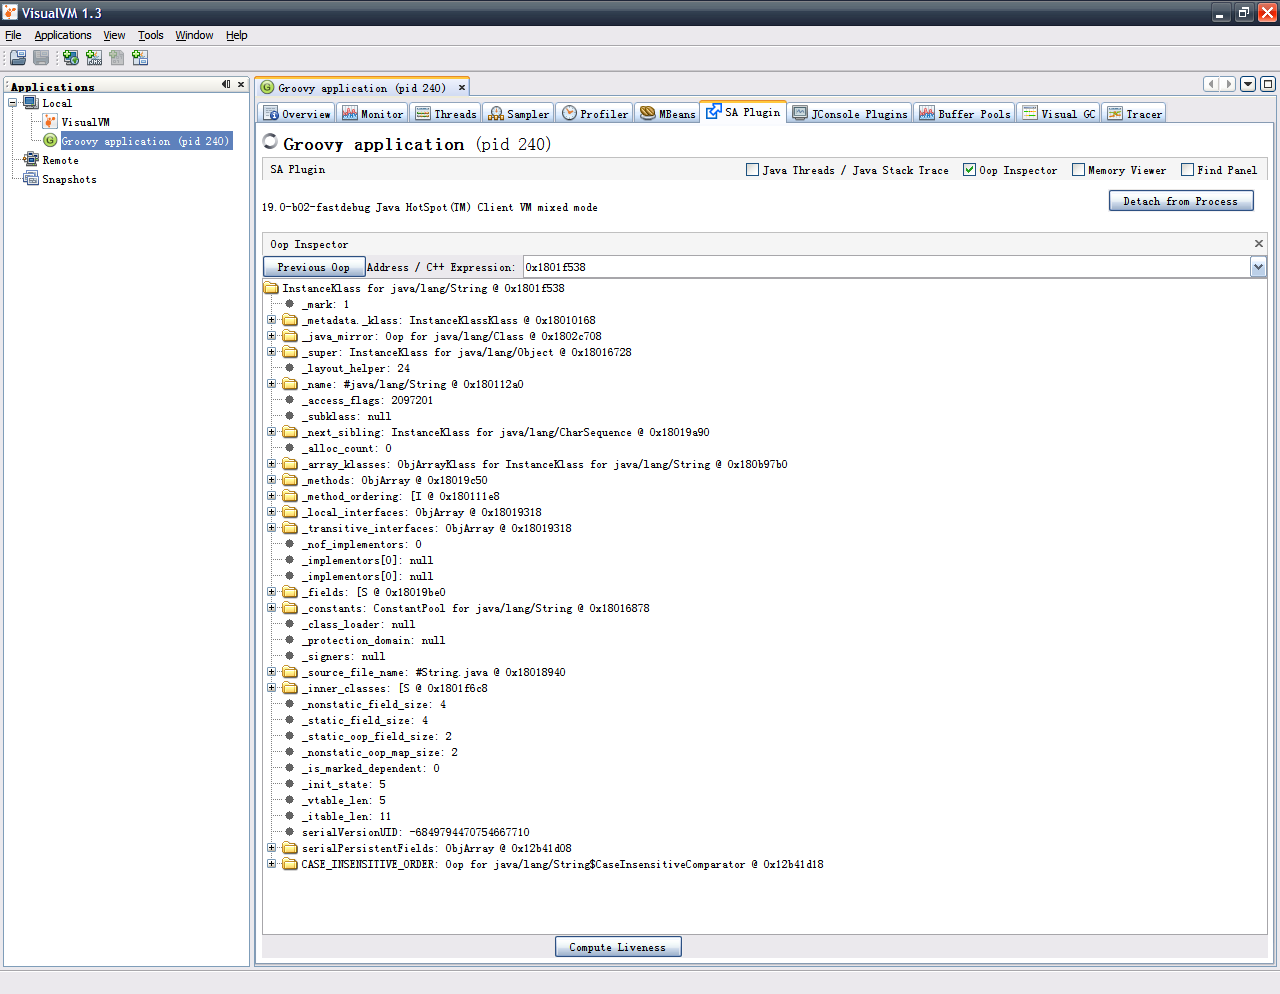 VisualVM 1.3
File Applications View Tools Window Help
Applications
Local
VisualVM
Groovy application (pid 240)
Remote
Snapshots
Groovy application (pid 240)
Overview Monitor Threads Sampler Profiler MBeans SA Plugin JConsole Plugins Buffer Pools Visual GC Tracer
Groovy application (pid 240)
SA Plugin Java Threads / Java Stack Trace Oop Inspector Memory Viewer Find Panel
19.0-b02-fastdebug Java HotSpot(TM) Client VM mixed mode
Detach from Process
Oop Inspector
Previous Oop Address / C++ Expression: 0x1801f538
InstanceKlass for java/lang/String @ 0x1801f538
_mark: 1
_metadata._klass: InstanceKlassKlass @ 0x18010168
_java_mirror: Oop for java/lang/Class @ 0x1802c708
_super: InstanceKlass for java/lang/Object @ 0x18016728
_layout_helper: 24
_name: #java/lang/String @ 0x180112a0
_access_flags: 2097201
_subklass: null
_next_sibling: InstanceKlass for java/lang/CharSequence @ 0x18019a90
_alloc_count: 0
_array_klasses: ObjArrayKlass for InstanceKlass for java/lang/String @ 0x180b97b0
_methods: ObjArray @ 0x18019c50
_method_ordering: [I @ 0x180111e8
_local_interfaces: ObjArray @ 0x18019318
_transitive_interfaces: ObjArray @ 0x18019318
_nof_implementors: 0
_implementors[0]: null
_implementors[0]: null
_fields: [S @ 0x18019be0
_constants: ConstantPool for java/lang/String @ 0x18016878
_class_loader: null
_protection_domain: null
_signers: null
_source_file_name: #String.java @ 0x18018940
_inner_classes: [S @ 0x1801f6c8
_nonstatic_field_size: 4
_static_field_size: 4
_static_oop_field_size: 2
_nonstatic_oop_map_size: 2
_is_marked_dependent: 0
_init_state: 5
_vtable_len: 5
_itable_len: 11
serialVersionUID: -6849794470754667710
serialPersistentFields: ObjArray @ 0x12b41d08
CASE_INSENSITIVE_ORDER: Oop for java/lang/String$CaseInsensitiveComparator @ 0x12b41d18
Compute Liveness